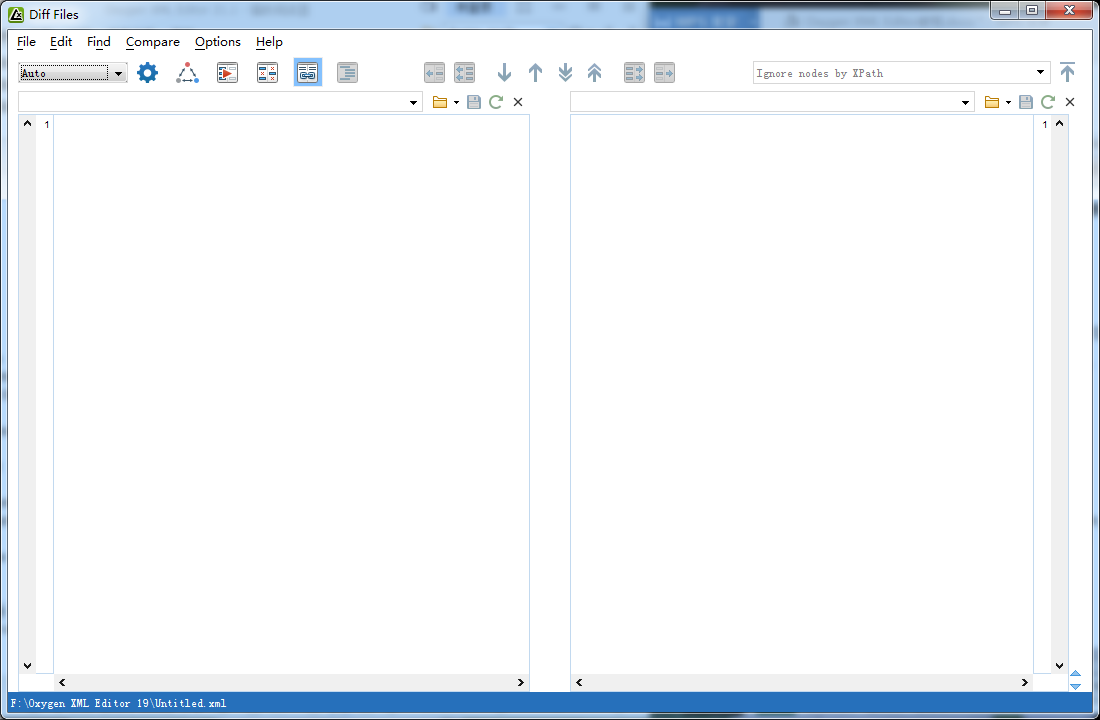 Diff Files
File Edit Find Compare Options Help
Auto Ignore nodes by XPath
1 1
F:\Oxygen XML Editor 19\Untitled.xml